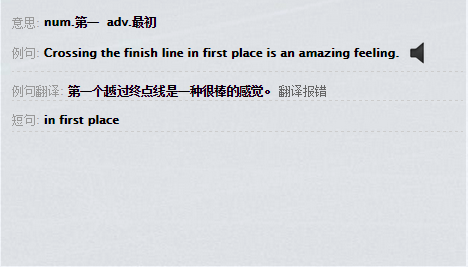 意思: num.第一 adv.最初
例句: Crossing the finish line in first place is an amazing feeling.
例句翻译: 第一个越过终点线是一种很棒的感觉。 翻译报错
短句: in first place